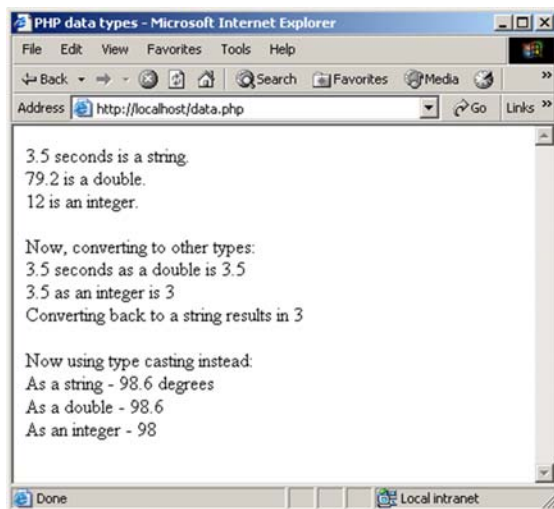 PHP data types - Microsoft Internet Explorer
File Edit View Favorites Tools Help
Back Search Favorites Media »
Address http://localhost/data.php Go Links »
3.5 seconds is a string.
79.2 is a double.
12 is an integer.
Now, converting to other types:
3.5 seconds as a double is 3.5
3.5 as an integer is 3
Converting back to a string results in 3
Now using type casting instead:
As a string - 98.6 degrees
As a double - 98.6
As an integer - 98
Done Local intranet